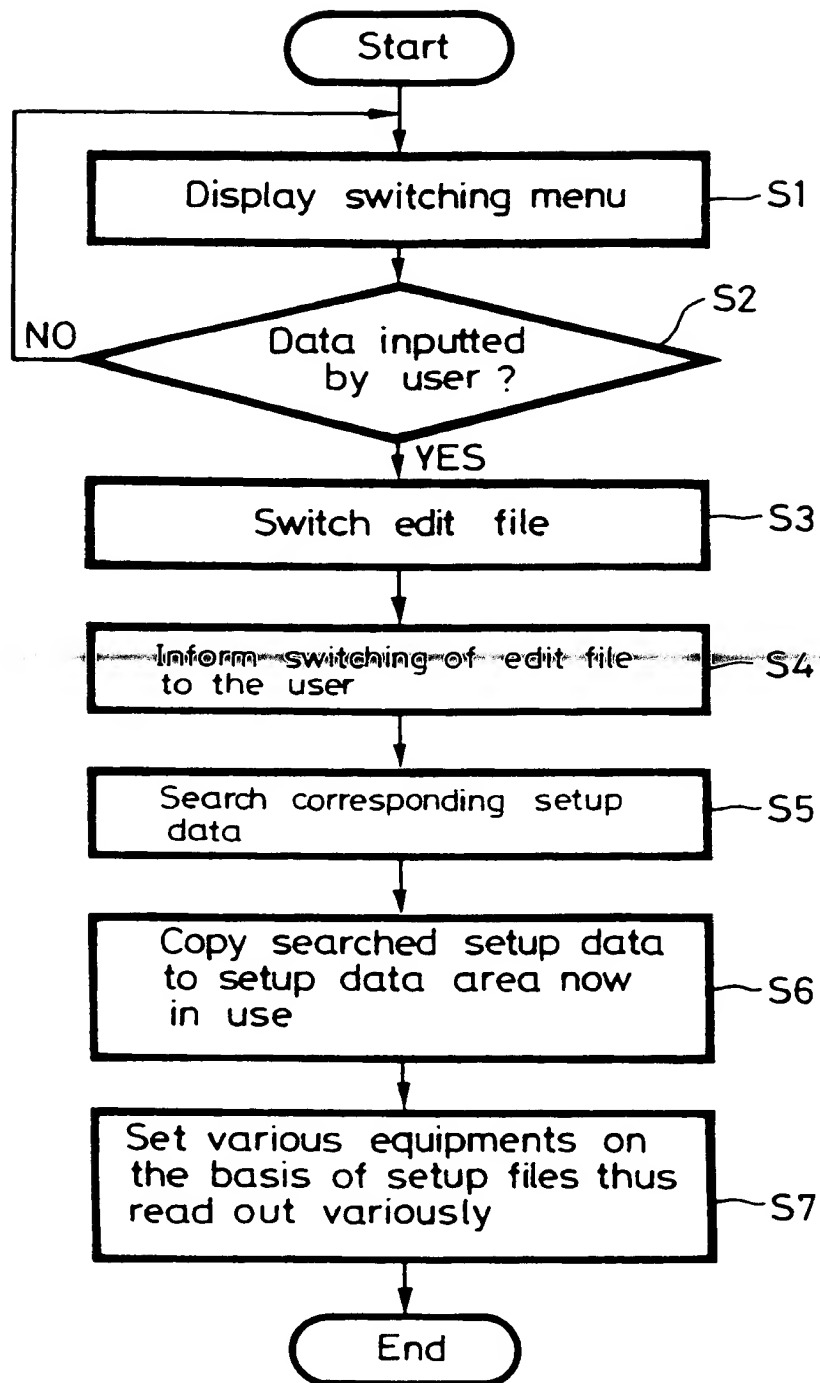 Start
Display switching menu
S1
S2
NO
Data inputted
by user ?
YES
Switch edit file
S3
Inform switching of edit file
to the user
S4
Search corresponding setup
data
S5
Copy searched setup data
to setup data area now
in use
S6
Set various equipments on
the basis of setup files thus
read out variously
S7
End